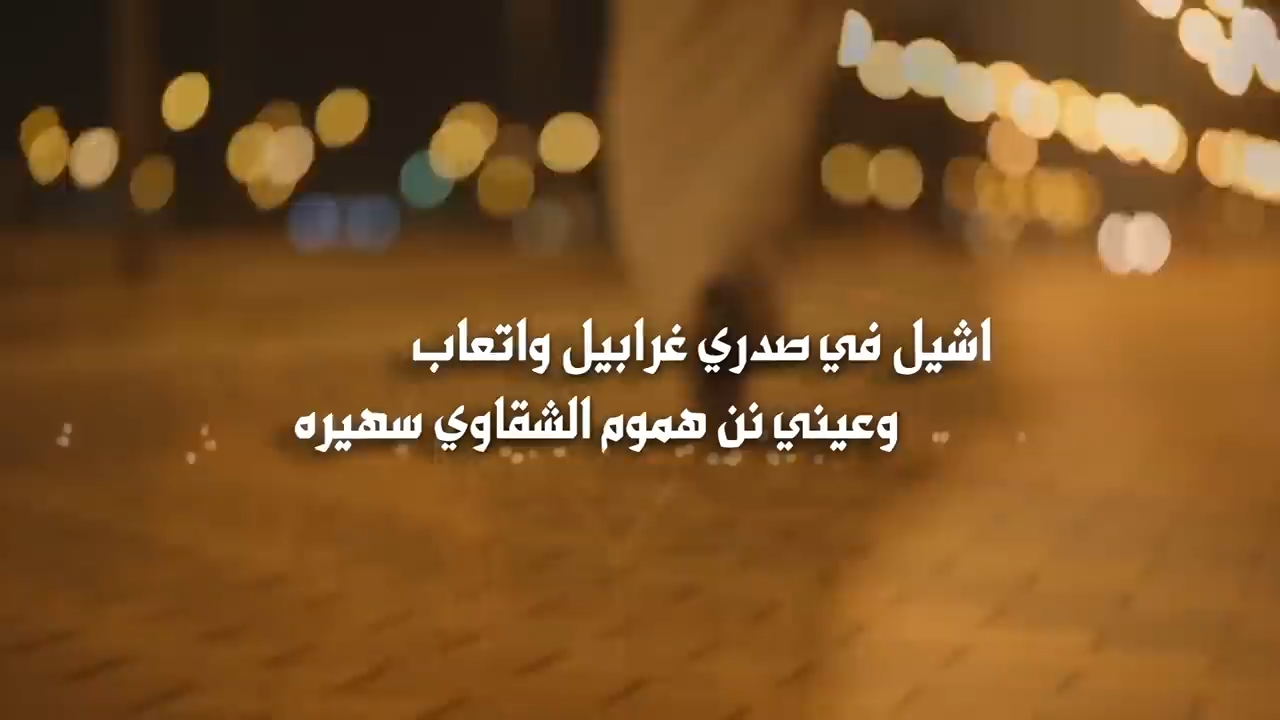 اشيل في صدري غرابيل واتعاب
وعيني نن هموم الشقاوي سهيره